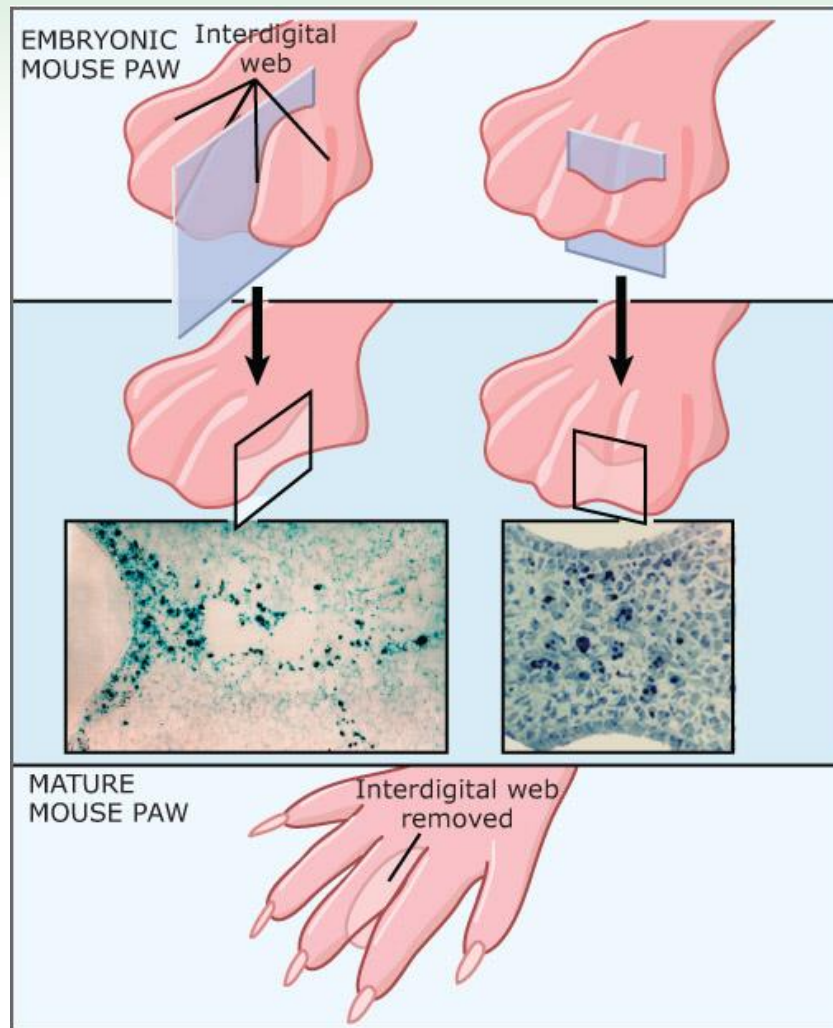 EMBRYONIC
MOUSE PAW
Interdigital
web
MATURE
MOUSE PAW
Interdigital web
removed